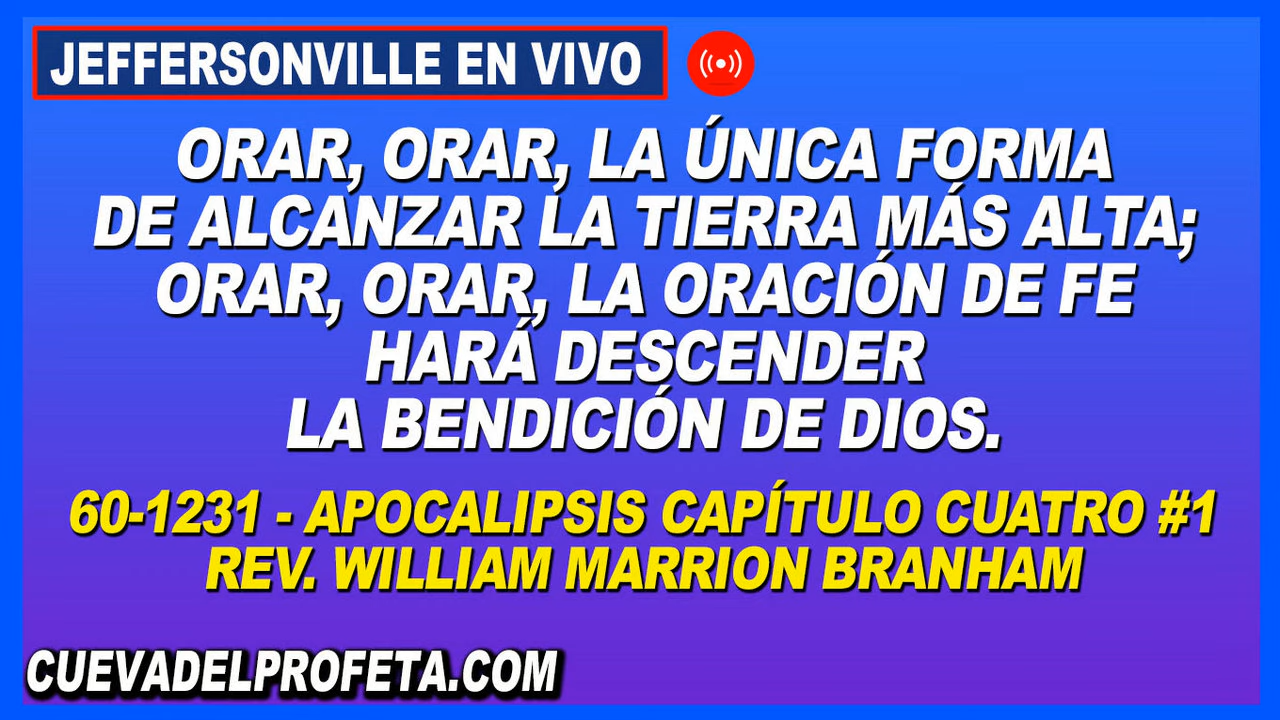 JEFFERSONVILLE EN VIVO
ORAR, ORAR, LA ÚNICA FORMA
DE ALCANZAR LA TIERRA MÁS ALTA;
ORAR, ORAR, LA ORACIÓN DE FE
HARÁ DESCENDER
LA BENDICIÓN DE DIOS.
60-1231 - APOCALIPSIS CAPÍTULO CUATRO #1
REV. WILLIAM MARRION BRANHAM
CUEVADELPROFETA.COM